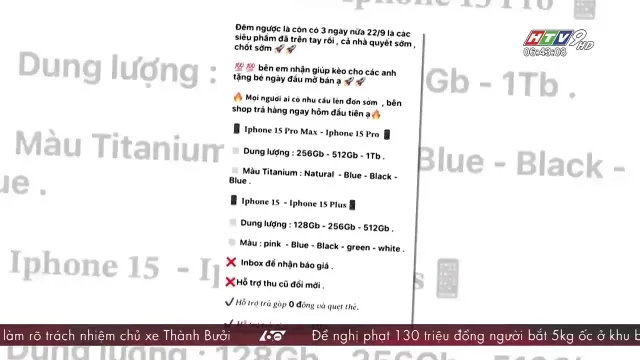 Iphone 15 Pro
HTV9 HD
06:43:08
Đếm ngược là còn có 3 ngày nữa 22/9 là các
siêu phẩm đã trên tay rồi , cả nhà quyết sớm ,
chốt sớm 🚀🚀
💯 💯 bên em nhận giúp kèo cho các anh
tặng bé ngày đầu mở bán ạ 🚀🚀
🔥 Mọi người ai có nhu cầu lên đơn sớm , bên
shop trả hàng ngay hôm đầu tiên ạ🔥
📱 Iphone 15 Pro Max - Iphone 15 Pro 📱
◽ Dung lượng : 256Gb - 512Gb - 1Tb .
◽ Màu Titanium : Natural - Blue - Black -
Blue .
📱 Iphone 15 - Iphone 15 Plus📱
◽ Dung lượng : 128Gb - 256Gb - 512Gb .
◽ Màu : pink - Blue - Black - green - white .
❌ Inbox để nhận báo giá .
❌Hỗ trợ thu cũ đổi mới .
✔ Hỗ trợ trả góp 0 đồng và quẹt thẻ.
Dung lượng :
- 1Tb .
Màu Titanium
Blue - Black -
ue .
Iphone 15 - Ip
📱
làm rõ trách nhiệm chủ xe Thành Bưởi
Đề nghị phạt 130 triệu đồng người bắt 5kg ốc ở khu b
Dung lượng : 128Gb - 256Gb - 512G